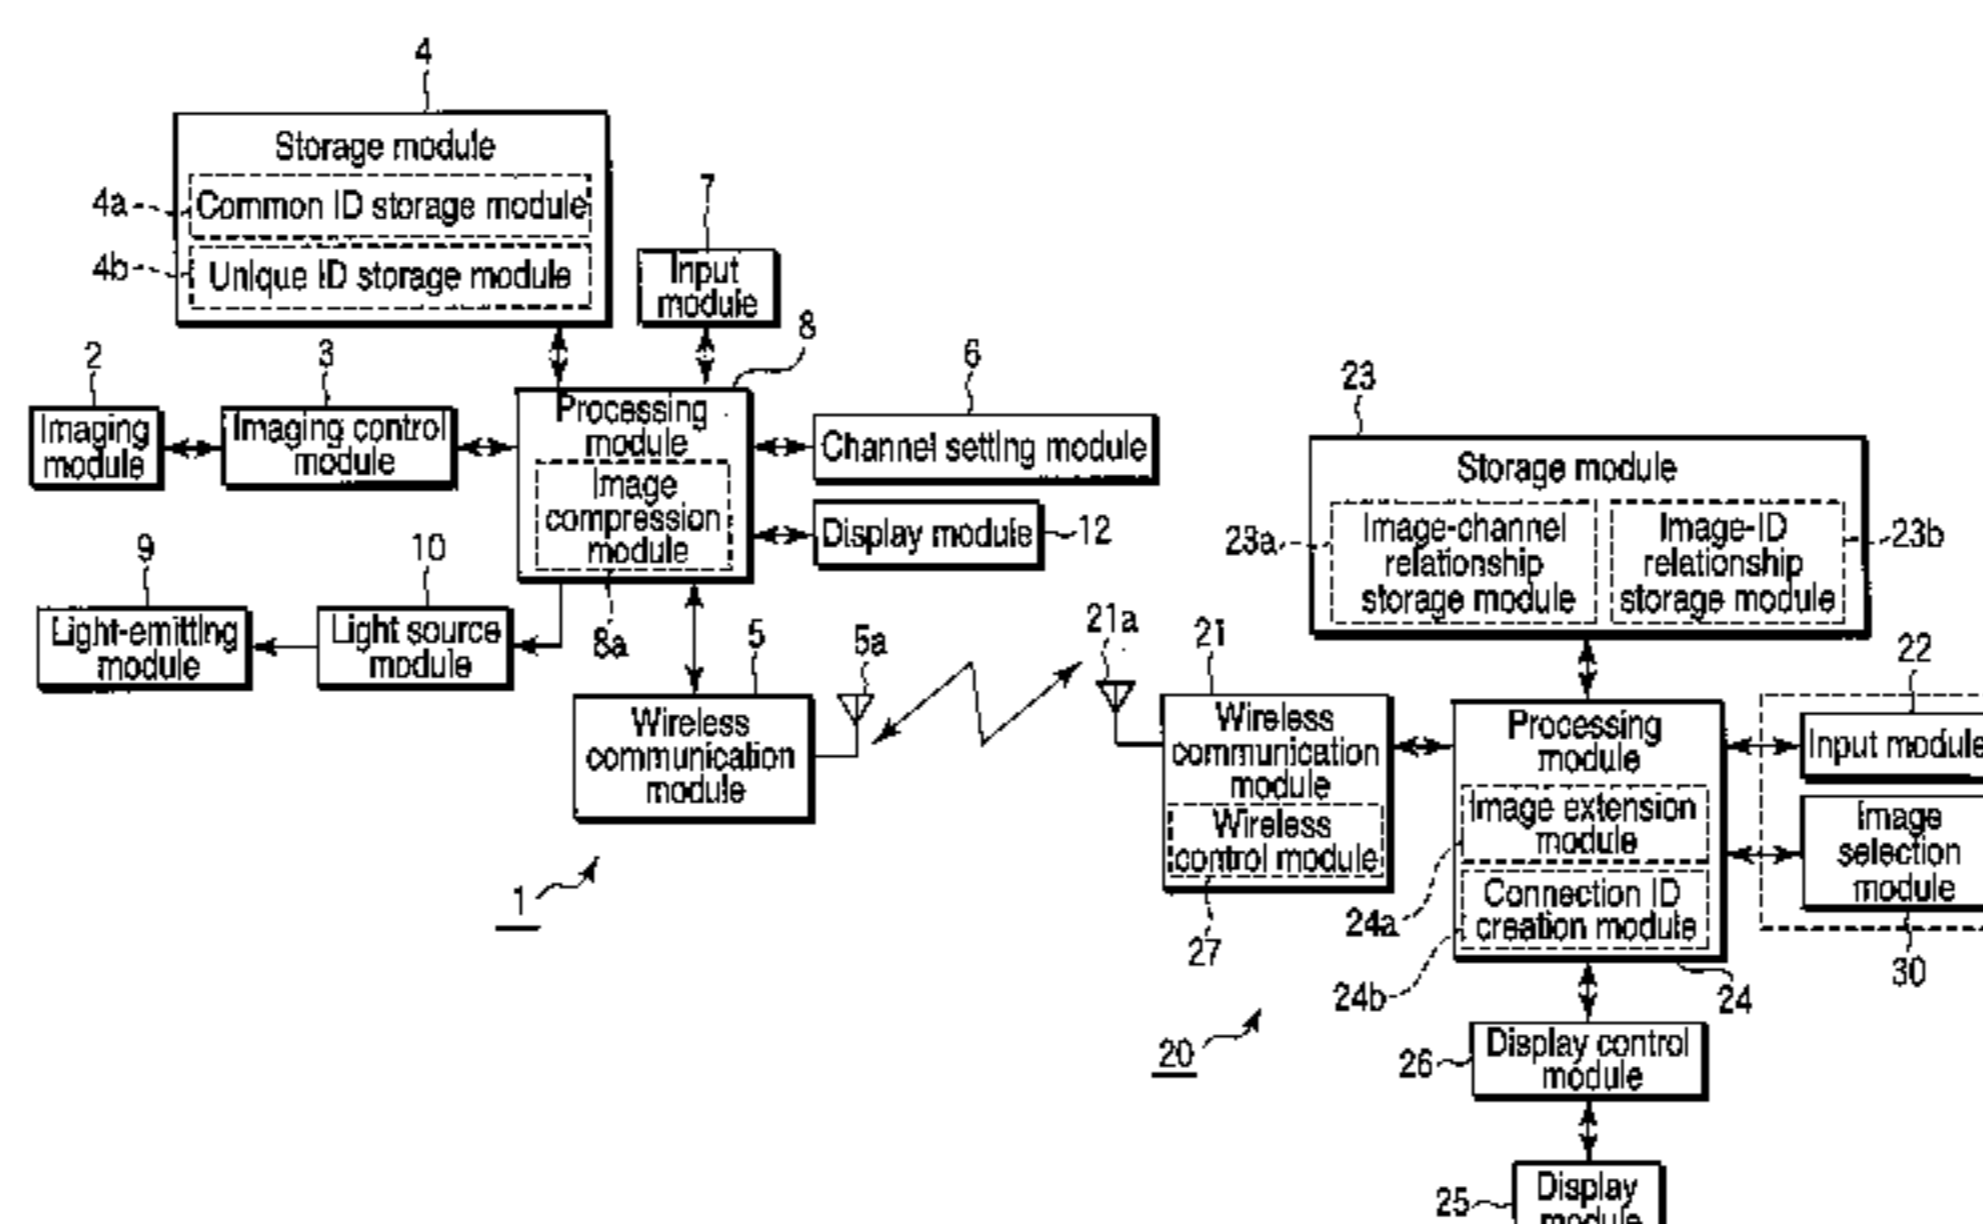 4
Storage module
4a
Common ID storage module
4b
Unique ID storage module
7
Input
module
8
2
Imaging
module
3
Imaging control
module
Processing
module
Image
compression
module
8a
6
Channel setting module
Display module
12
9
Light-emitting
module
10
Light source
module
5
Wireless
communication
module
5a
1
23
Storage module
23a
Image-channel
relationship
storage module
Image-ID
relationship
storage module
23b
21a
21
Wireless
communication
module
Wireless
control module
27
Processing
module
Image extension
module
Connection ID
creation module
24a
24b
24
22
Input module
Image
selection
module
30
20
26
Display control
module
25
Display
module